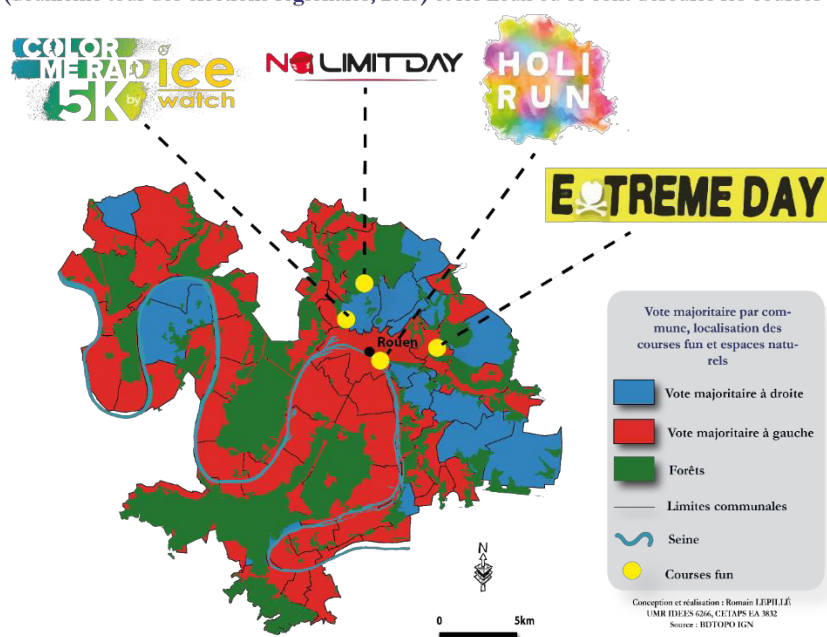 COLOR
ME RAD
5K by
ice
watch
NO LIMIT DAY
HOLI
RUN
EXTREME DAY
Rouen
Vote majoritaire par com-
mune, localisation des
courses fun et espaces natu-
rels
Vote majoritaire à droite
Vote majoritaire à gauche
Forêts
Limites communales
Seine
Courses fun
N
0 5km
Conception et réalisation : Romain LEPILLÉ
UMR IDEES 6266, CETAPS EA 3832
Source : BDTOPO IGN